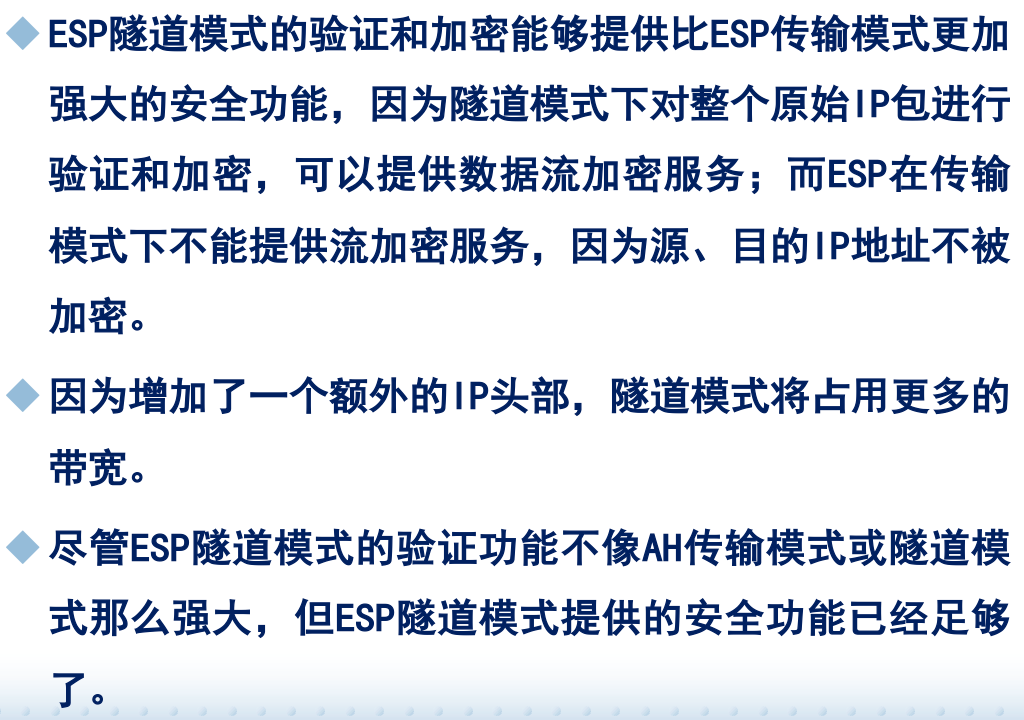 ESP隧道模式的验证和加密能够提供比ESP传输模式更加
强大的安全功能，因为隧道模式下对整个原始IP包进行
验证和加密，可以提供数据流加密服务；而ESP在传输
模式下不能提供流加密服务，因为源、目的IP地址不被
加密。
因为增加了一个额外的IP头部，隧道模式将占用更多的
带宽。
尽管ESP隧道模式的验证功能不像AH传输模式或隧道模
式那么强大，但ESP隧道模式提供的安全功能已经足够
了。